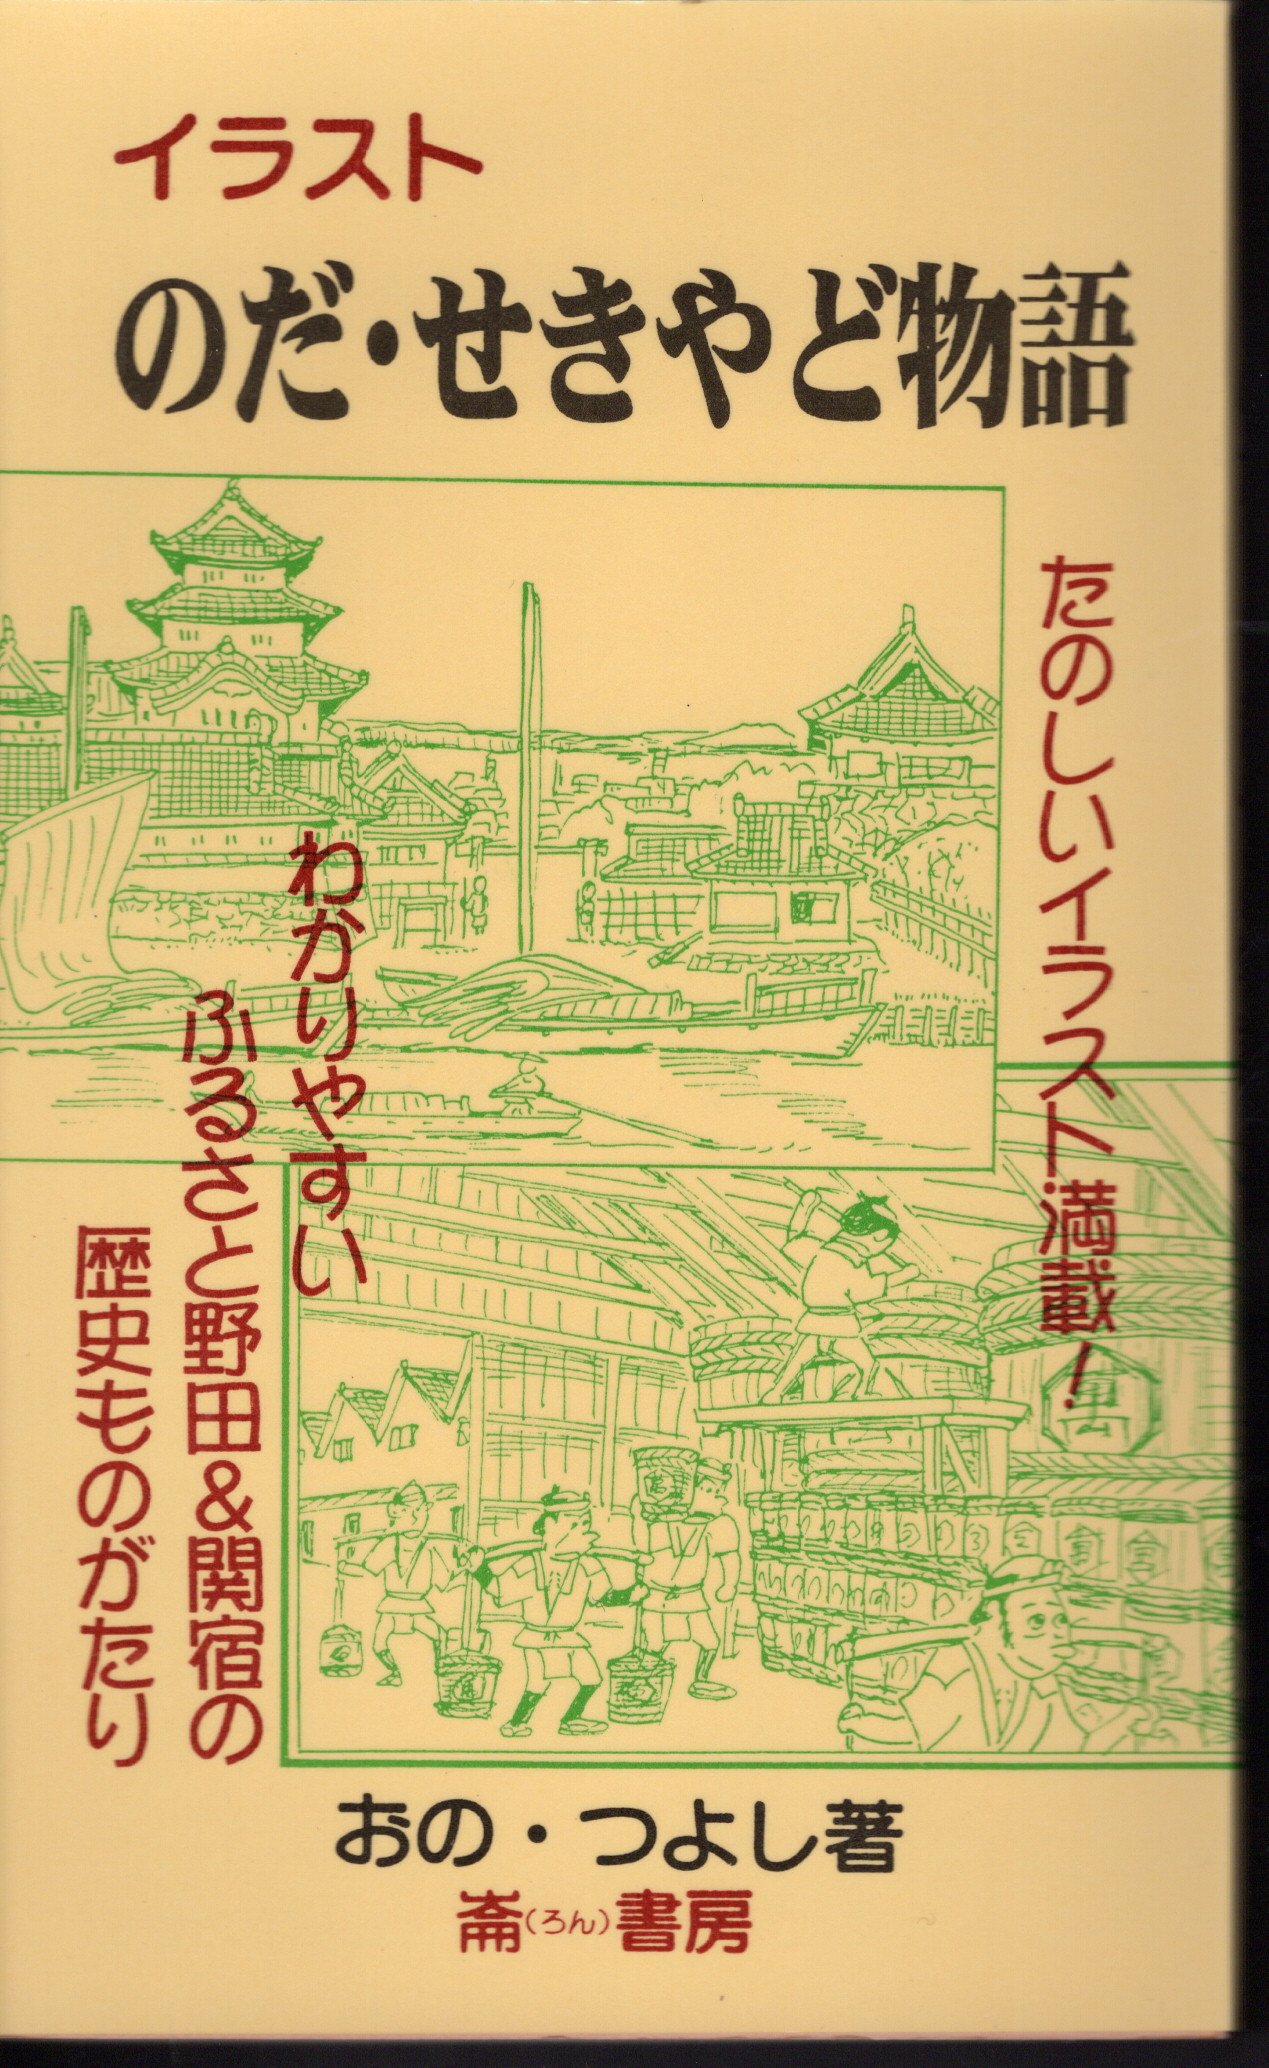 イラスト
のだ・せきやど物語
たのしいイラスト満載！
わかりやすい
ふるさと野田&関宿の
歴史ものがたり
おの・つよし著
崙(ろん)書房